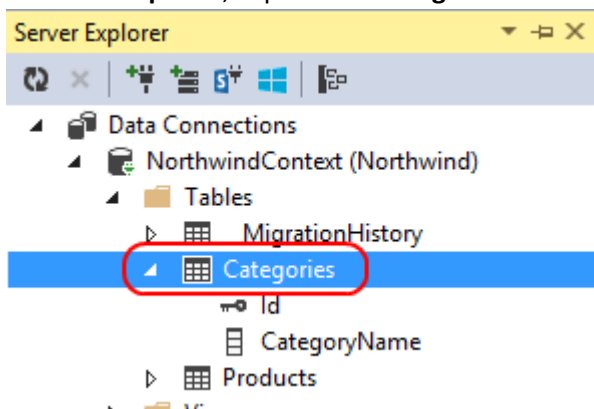 Server Explorer
Data Connections
NorthwindContext (Northwind)
Tables
MigrationHistory
Categories
Id
CategoryName
Products